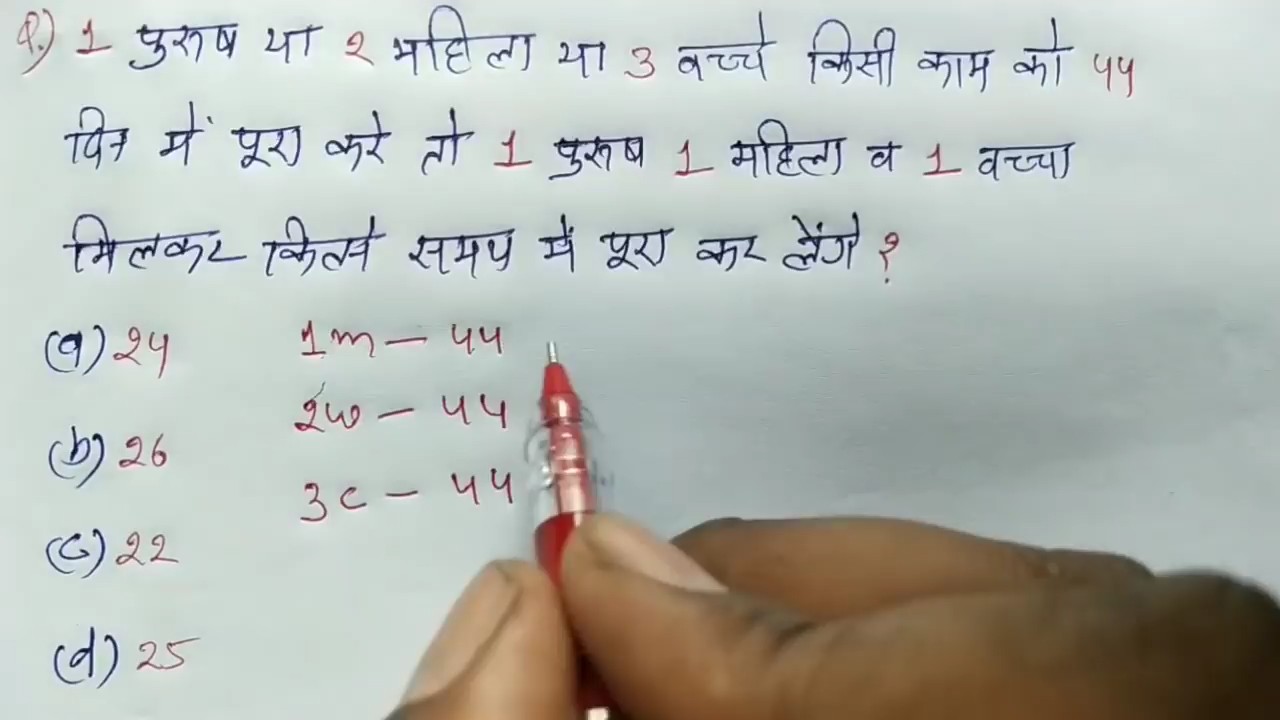 Q.) 1 पुरुष या 2 महिला या 3 बच्चे किसी काम को 44
दिन में पूरा करे तो 1 पुरुष 1 महिला व 1 बच्चा
मिलकर कितने समय में पूरा कर लेंगे ?
(a) 24
1m — 44
2w — 44
(b) 26
3c — 44
(c) 22
(d) 25